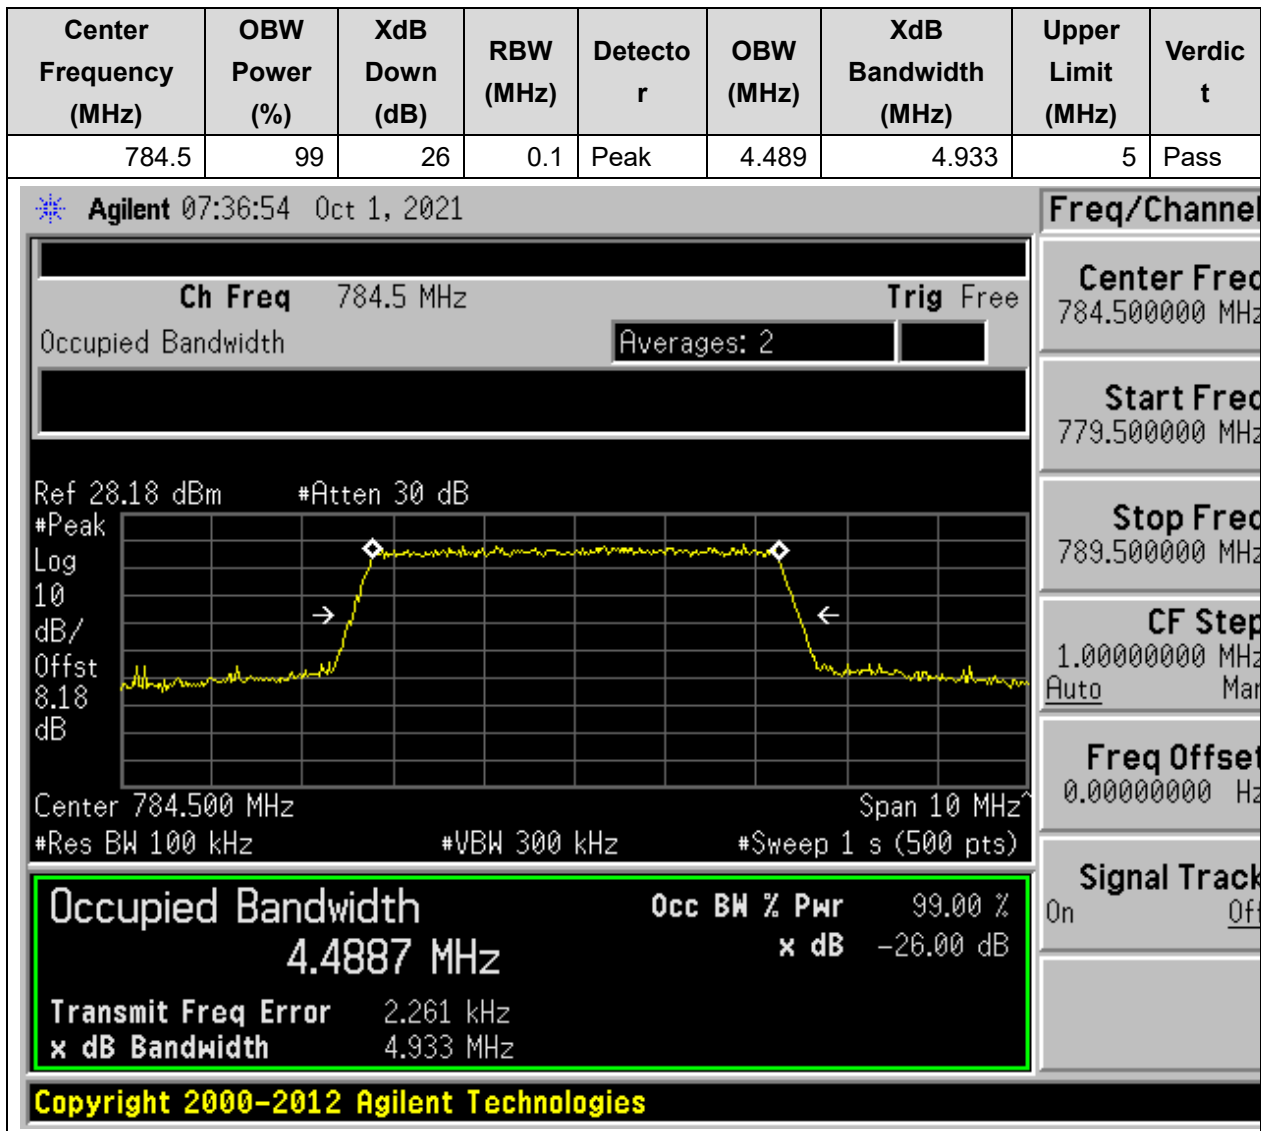 Center Frequency (MHz) OBW Power (%) XdB Down (dB) RBW (MHz) Detecto r OBW (MHz) XdB Bandwidth (MHz) Upper Limit (MHz) Verdic t
784.5 99 26 0.1 Peak 4.489 4.933 5 Pass
Agilent 07:36:54 Oct 1, 2021
Ch Freq 784.5 MHz Trig Free
Occupied Bandwidth Averages: 2
Ref 28.18 dBm #Atten 30 dB
#Peak
Log
10
dB/
Offst
8.18
dB
Center 784.500 MHz Span 10 MHz^
#Res BW 100 kHz #VBW 300 kHz #Sweep 1 s (500 pts)
Occupied Bandwidth Occ BW % Pwr 99.00 %
4.4887 MHz x dB -26.00 dB
Transmit Freq Error 2.261 kHz
x dB Bandwidth 4.933 MHz
Copyright 2000-2012 Agilent Technologies
Freq/Channel
Center Freq
784.500000 MHz
Start Freq
779.500000 MHz
Stop Freq
789.500000 MHz
CF Step
1.00000000 MHz
Auto Man
Freq Offset
0.00000000 Hz
Signal Track
On Off